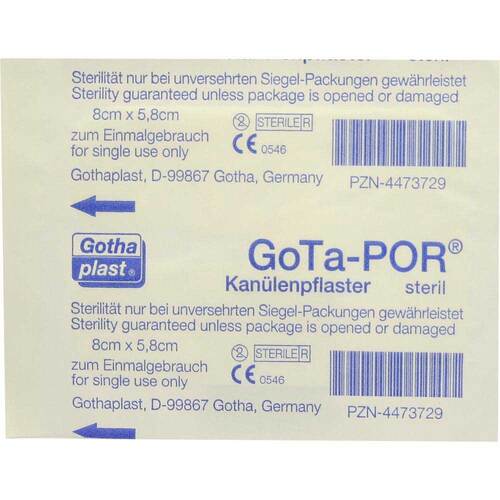 Kanülenpflaster steril
Sterilität nur bei unversehrten Siegel-Packungen gewährleistet
Sterility guaranteed unless package is opened or damaged
8cm x 5,8cm
STERILE R
zum Einmalgebrauch
for single use only
CE 0546
Gothaplast, D-99867 Gotha, Germany
PZN-4473729
Gotha
plast®
GoTa-POR®
Kanülenpflaster steril
Sterilität nur bei unversehrten Siegel-Packungen gewährleistet
Sterility guaranteed unless package is opened or damaged
8cm x 5,8cm
STERILE R
zum Einmalgebrauch
for single use only
CE 0546
Gothaplast, D-99867 Gotha, Germany
PZN-4473729